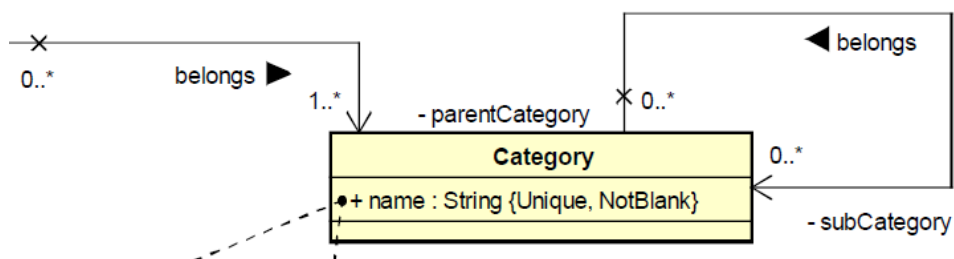 belongs
0..*
belongs
1..*
0..*
- parentCategory
Category
0..*
+ name : String {Unique, NotBlank}
- subCategory